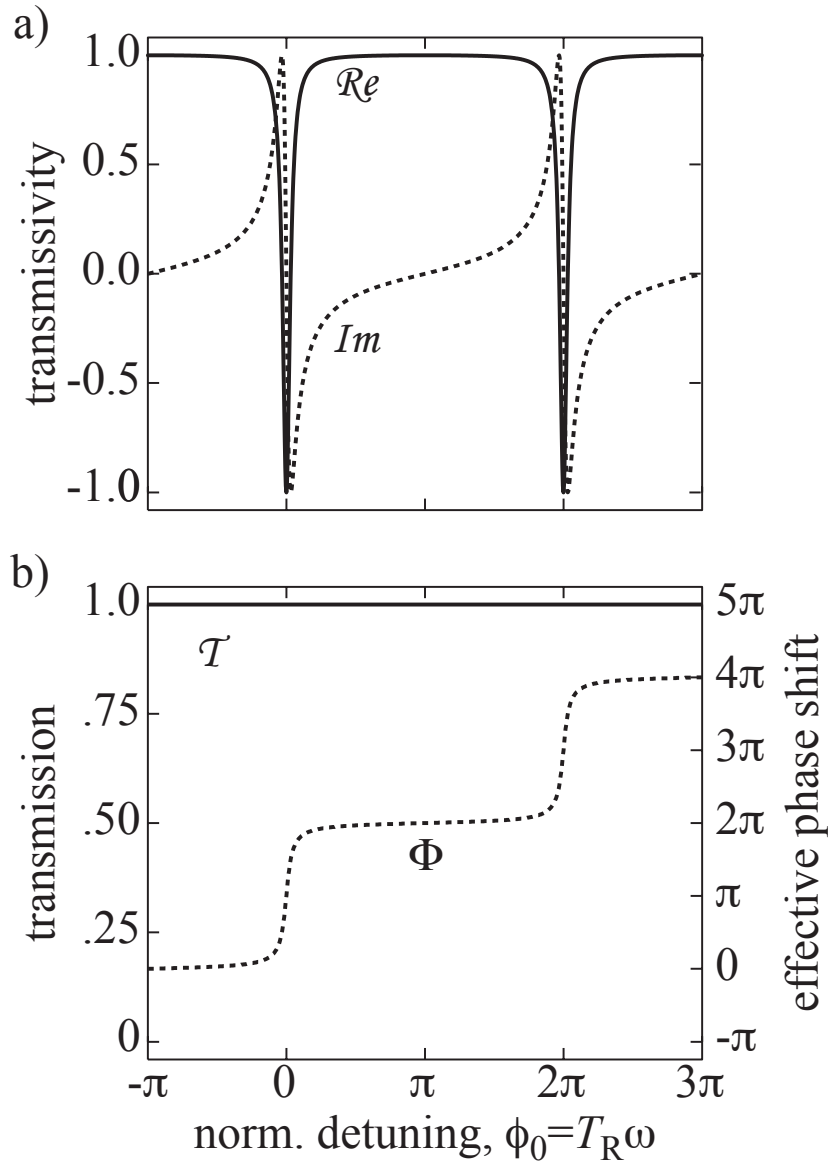 a)
1.0
0.5
0.0
-0.5
-1.0
transmissivity
Re
Im
b)
1.0
.75
.50
.25
0
transmission
T
Φ
5π
4π
3π
2π
π
0
-π
effective phase shift
-π 0 π 2π 3π
norm. detuning, ϕ₀=T_Rω